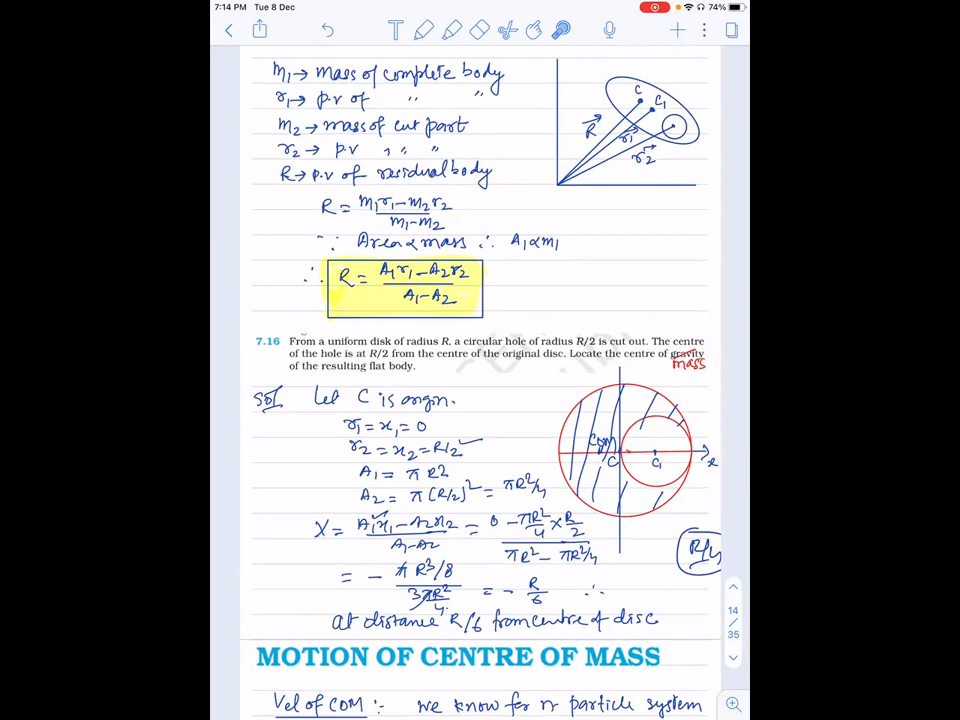 7:14 PM Tue 8 Dec
74%
m₁→ mass of complete body
r₁→ p.v of " "
m₂→ mass of cut part
r₂→ p.v " " "
R→ p.v of residual body
C
C₁
R
r₁
r₂
R = m₁r₁-m₂r₂ / m₁-m₂
∵ Area ∝ mass ∴ A₁∝m₁
∴ R = A₁r₁-A₂r₂ / A₁-A₂
7.16 From a uniform disk of radius R, a circular hole of radius R/2 is cut out. The centre
of the hole is at R/2 from the centre of the original disc. Locate the centre of gravity
mass
of the resulting flat body.
Sol Let C is origin.
r₁=x₁=0
r₂=x₂=R/2
A₁= πR²
A₂= π(R/2)² = πR²/4
COM
C
C₁
x
X = A₁x₁-A₂x₂ / A₁-A₂ = 0-πR²/4 × R/2 / πR²-πR²/4
R/4
= - πR³/8 / 3πR²/4 = - R/6 ∴
At distance R/6 from centre of disc
MOTION OF CENTRE OF MASS
Vel of COM :- We know for n particle system
14
/
35